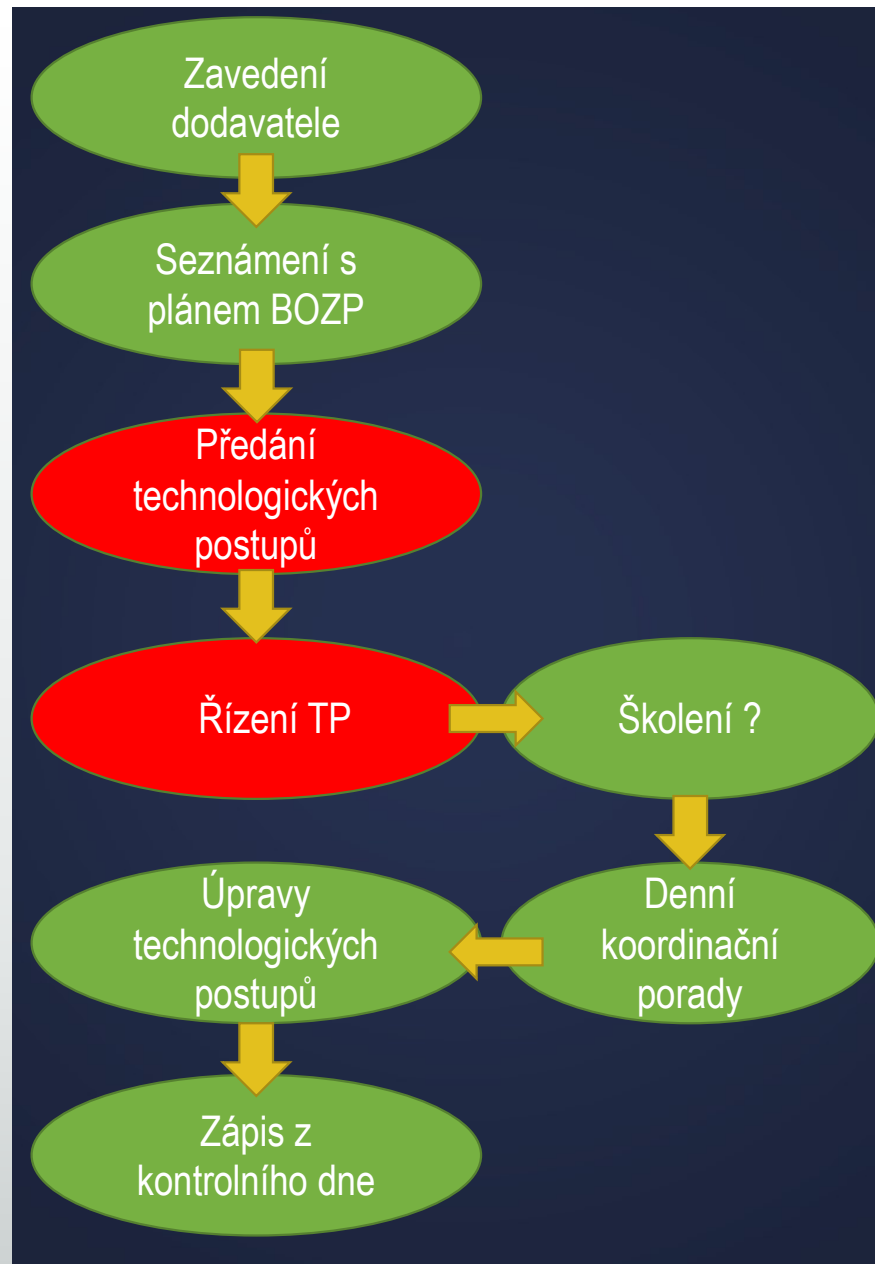 Zavedení
dodavatele
Seznámení s
plánem BOZP
Předání
technologických
postupů
Řízení TP
Školení ?
Denní
koordinační
porady
Úpravy
technologických
postupů
Zápis z
kontrolního dne